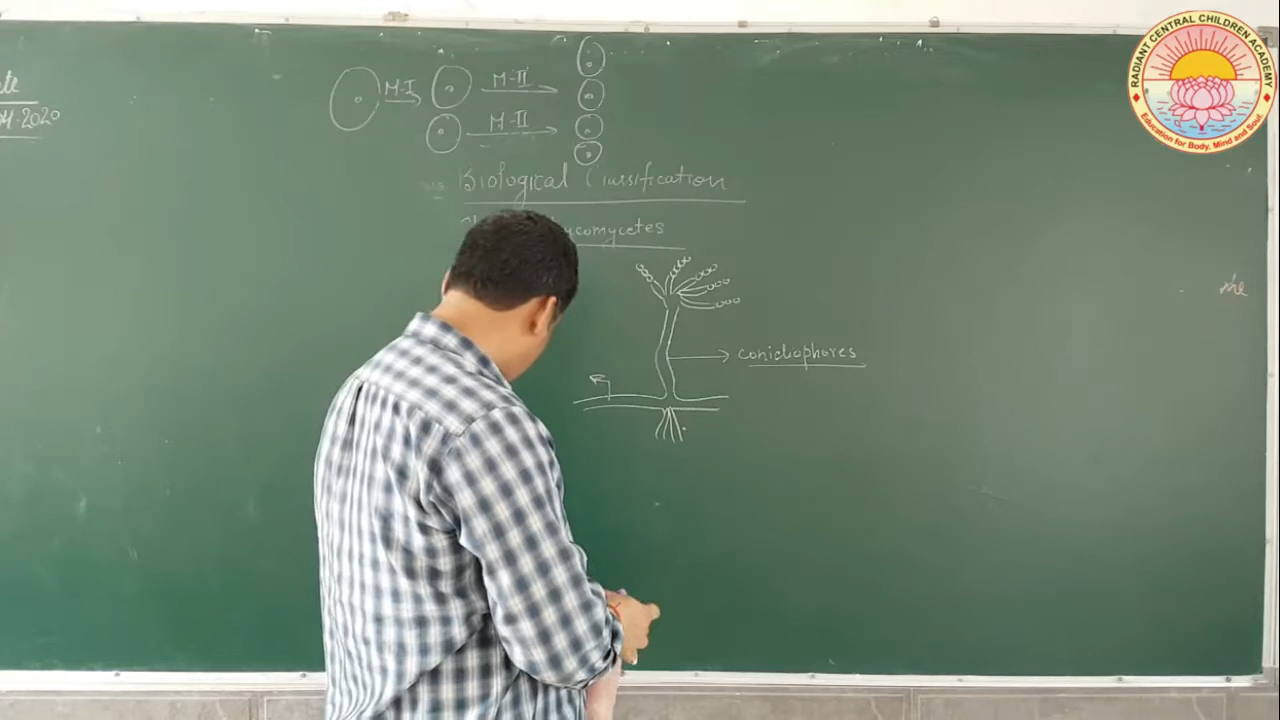 M-I
M-II
M-II
Biological Classification
conidiophores
RADIANT CENTRAL CHILDREN ACADEMY
Education for Body, Mind and Soul.